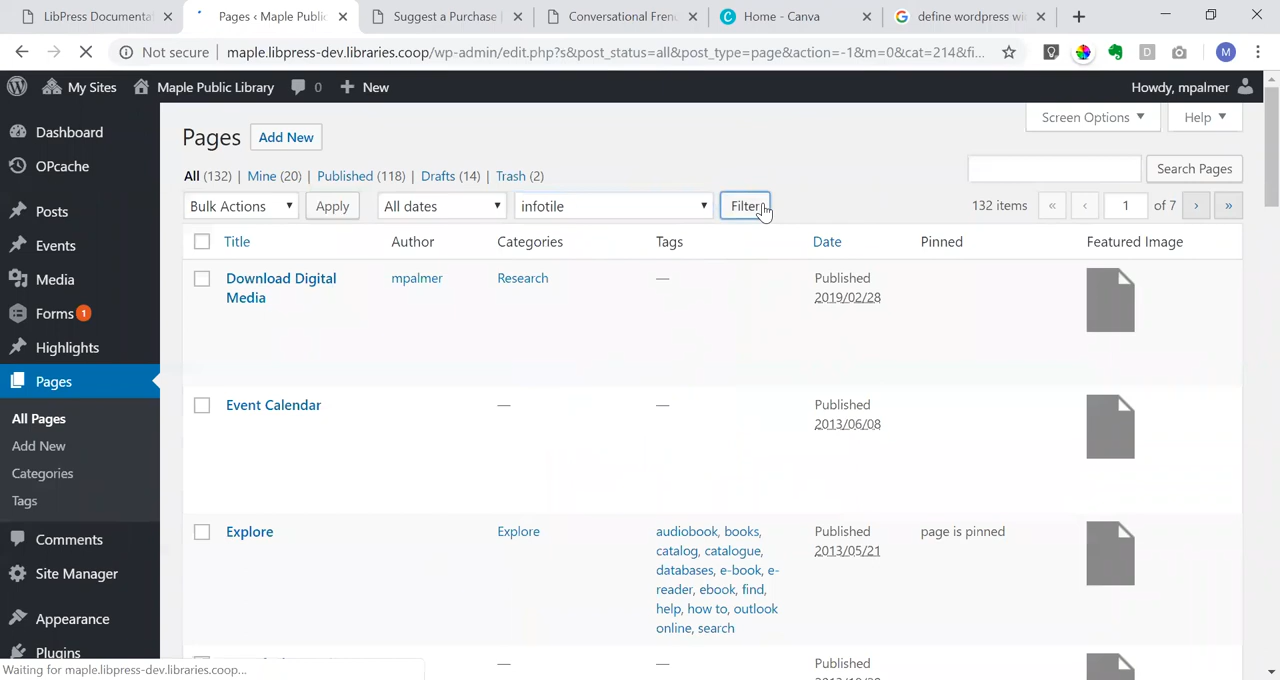 LibPress Documenta
Pages ‹ Maple Public
Suggest a Purchase
Conversational Fren
Home - Canva
define wordpress wi
Not secure | maple.libpress-dev.libraries.coop/wp-admin/edit.php?s&post_status=all&post_type=page&action=-1&m=0&cat=214&fi...
D
M
My Sites
Maple Public Library
0
New
Howdy, mpalmer
Dashboard
OPcache
Posts
Events
Media
Forms 1
Highlights
Pages
All Pages
Add New
Categories
Tags
Comments
Site Manager
Appearance
Plugins
Pages
Add New
Screen Options
Help
All (132) | Mine (20) | Published (118) | Drafts (14) | Trash (2)
Search Pages
Bulk Actions
Apply
All dates
infotile
Filter
132 items
«
‹
1
of 7
›
»
Title
Author
Categories
Tags
Date
Pinned
Featured Image
Download Digital
Media
mpalmer
Research
—
Published
2019/02/28
Event Calendar
—
—
Published
2013/06/08
Explore
Explore
audiobook, books,
catalog, catalogue,
databases, e-book, e-
reader, ebook, find,
help, how to, outlook
online, search
Published
2013/05/21
page is pinned
—
—
Published
Waiting for maple.libpress-dev.libraries.coop...